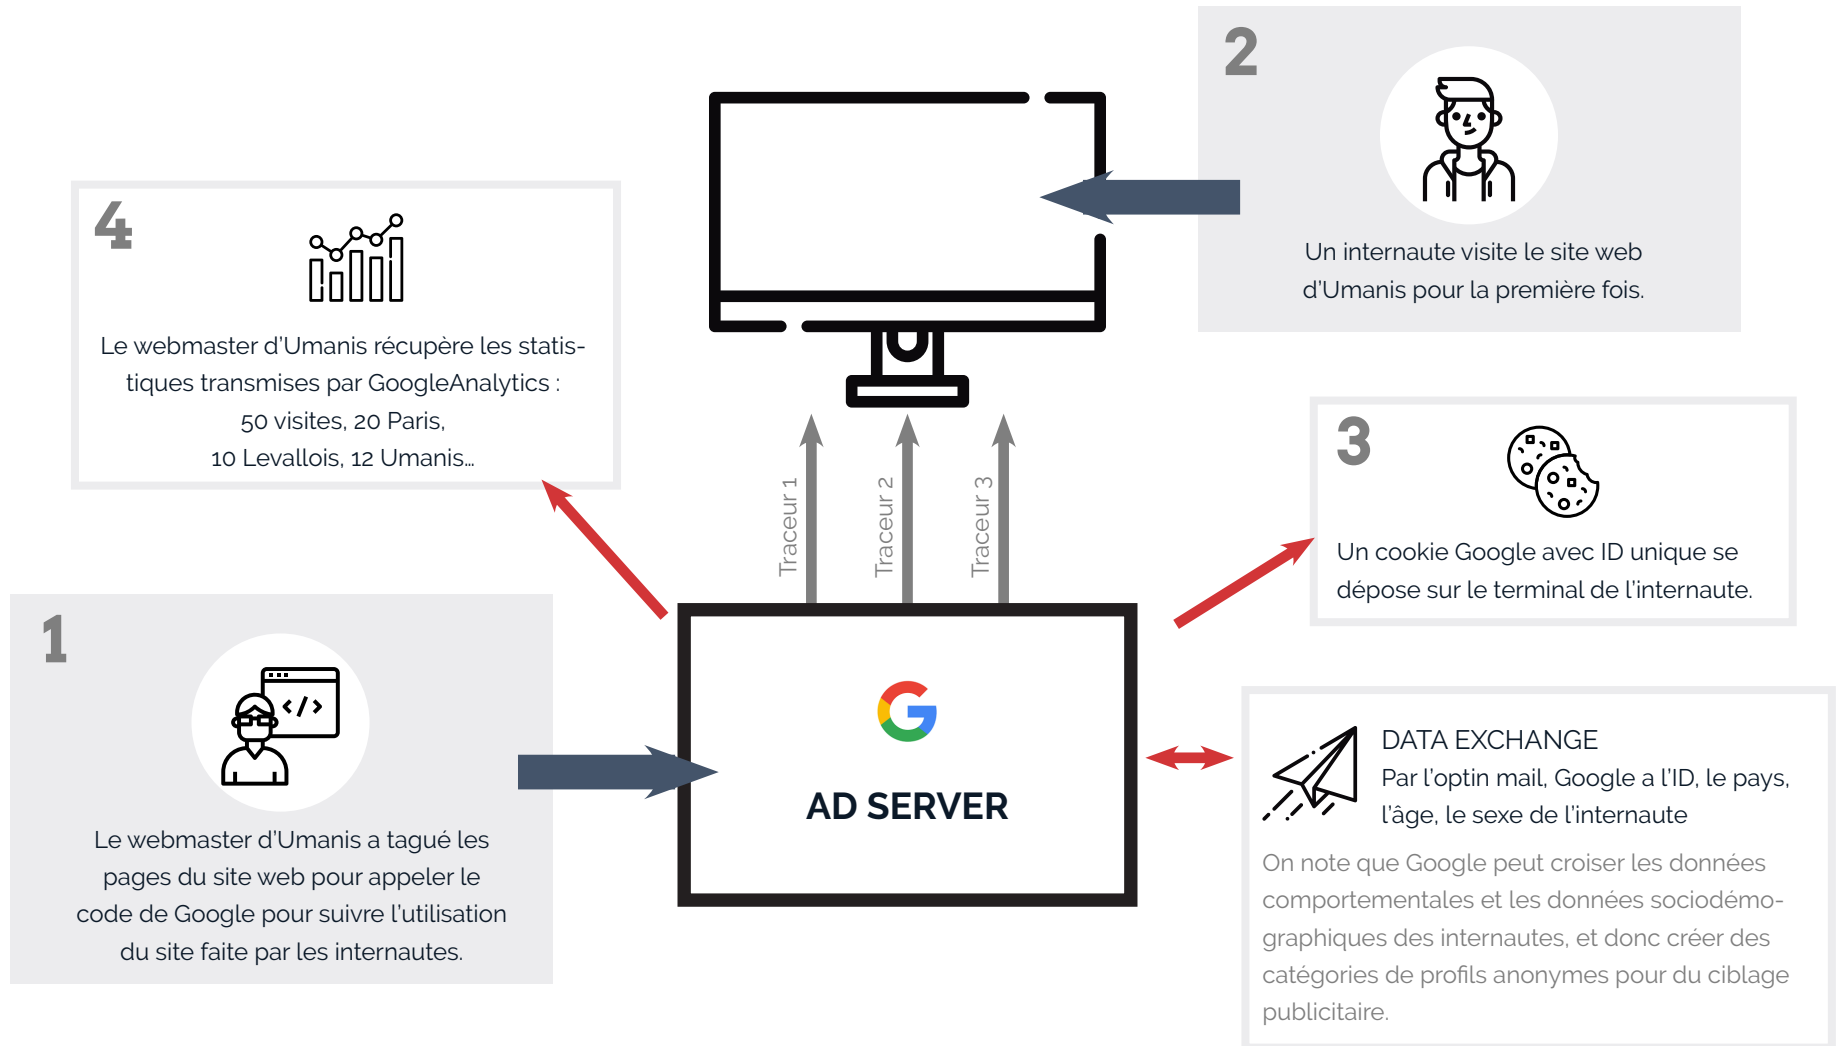 1
Le webmaster d'Umanis a tagué les
pages du site web pour appeler le
code de Google pour suivre l'utilisation
du site faite par les internautes.
2
Un internaute visite le site web
d'Umanis pour la première fois.
3
Un cookie Google avec ID unique se
dépose sur le terminal de l'internaute.
4
Le webmaster d'Umanis récupère les statis-
tiques transmises par GoogleAnalytics :
50 visites, 20 Paris,
10 Levallois, 12 Umanis…
Traceur 1
Traceur 2
Traceur 3
G
AD SERVER
DATA EXCHANGE
Par l'optin mail, Google a l'ID, le pays,
l'âge, le sexe de l'internaute
On note que Google peut croiser les données
comportementales et les données sociodémo-
graphiques des internautes, et donc créer des
catégories de profils anonymes pour du ciblage
publicitaire.